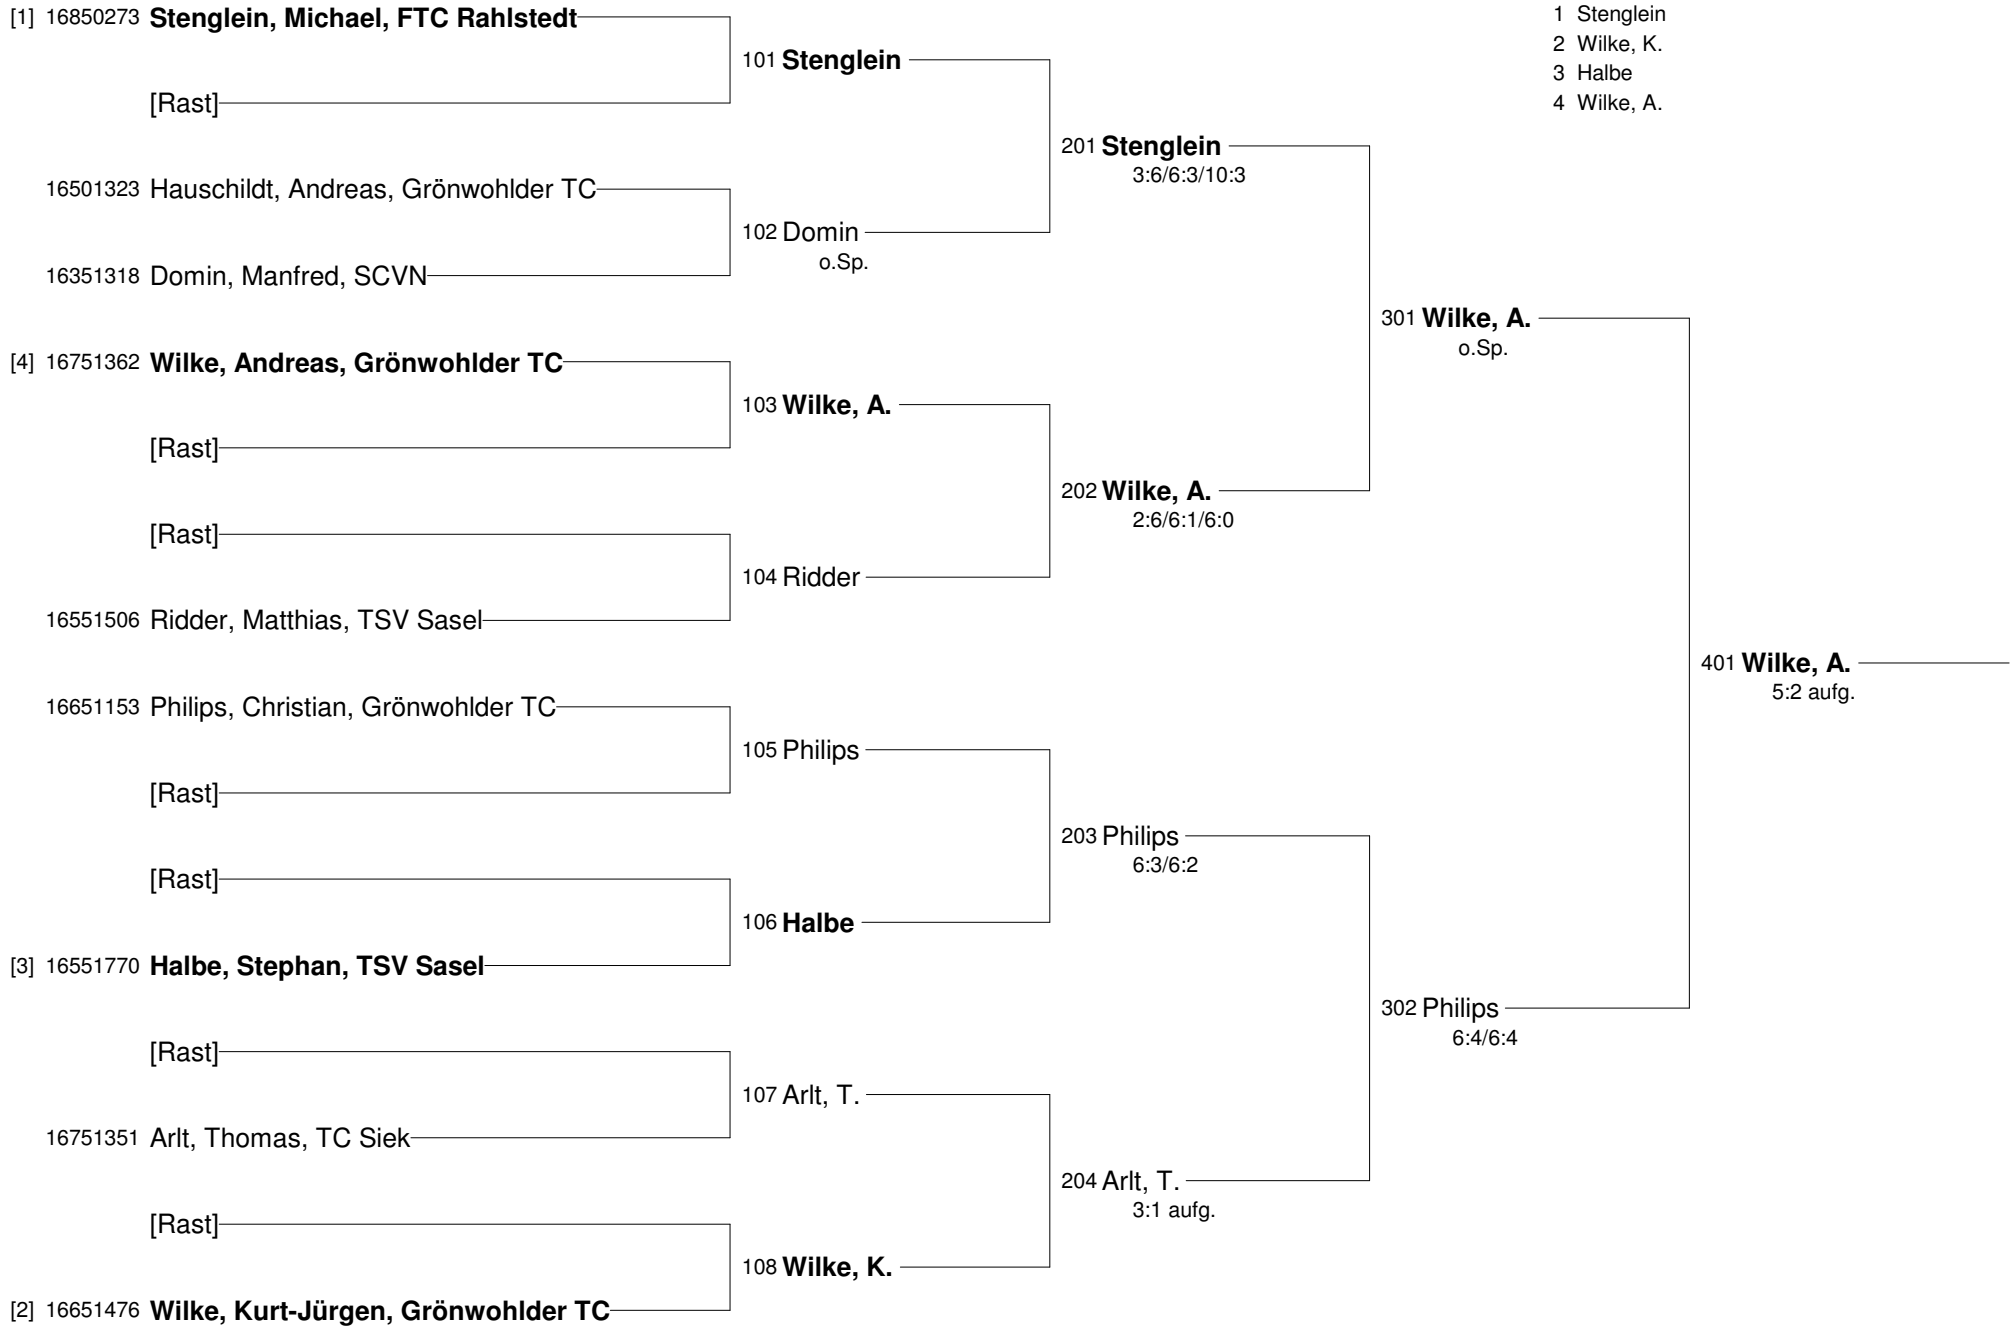 [1] 16850273 Stenglein, Michael, FTC Rahlstedt
[Rast]
16501323 Hauschildt, Andreas, Grönwohlder TC
16351318 Domin, Manfred, SCVN
[4] 16751362 Wilke, Andreas, Grönwohlder TC
[Rast]
[Rast]
16551506 Ridder, Matthias, TSV Sasel
16651153 Philips, Christian, Grönwohlder TC
[Rast]
[Rast]
[3] 16551770 Halbe, Stephan, TSV Sasel
[Rast]
16751351 Arlt, Thomas, TC Siek
[Rast]
[2] 16651476 Wilke, Kurt-Jürgen, Grönwohlder TC
101 Stenglein
102 Domin
o.Sp.
103 Wilke, A.
104 Ridder
105 Philips
106 Halbe
107 Arlt, T.
108 Wilke, K.
201 Stenglein
3:6/6:3/10:3
202 Wilke, A.
2:6/6:1/6:0
203 Philips
6:3/6:2
204 Arlt, T.
3:1 aufg.
301 Wilke, A.
o.Sp.
302 Philips
6:4/6:4
401 Wilke, A.
5:2 aufg.
1 Stenglein
2 Wilke, K.
3 Halbe
4 Wilke, A.